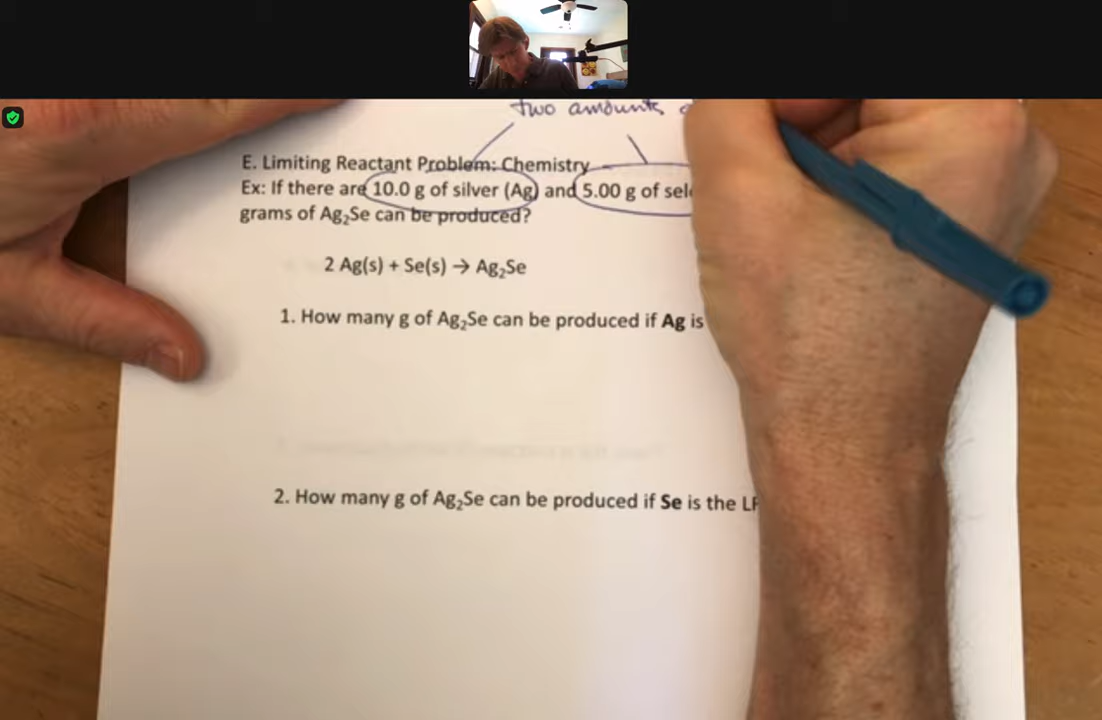 two amounts
E. Limiting Reactant Problem: Chemistry
Ex: If there are 10.0 g of silver (Ag) and 5.00 g of
grams of Ag₂Se can be produced?
2 Ag(s) + Se(s) → Ag₂Se
1. How many g of Ag₂Se can be produced if Ag is
2. How many g of Ag₂Se can be produced if Se is the